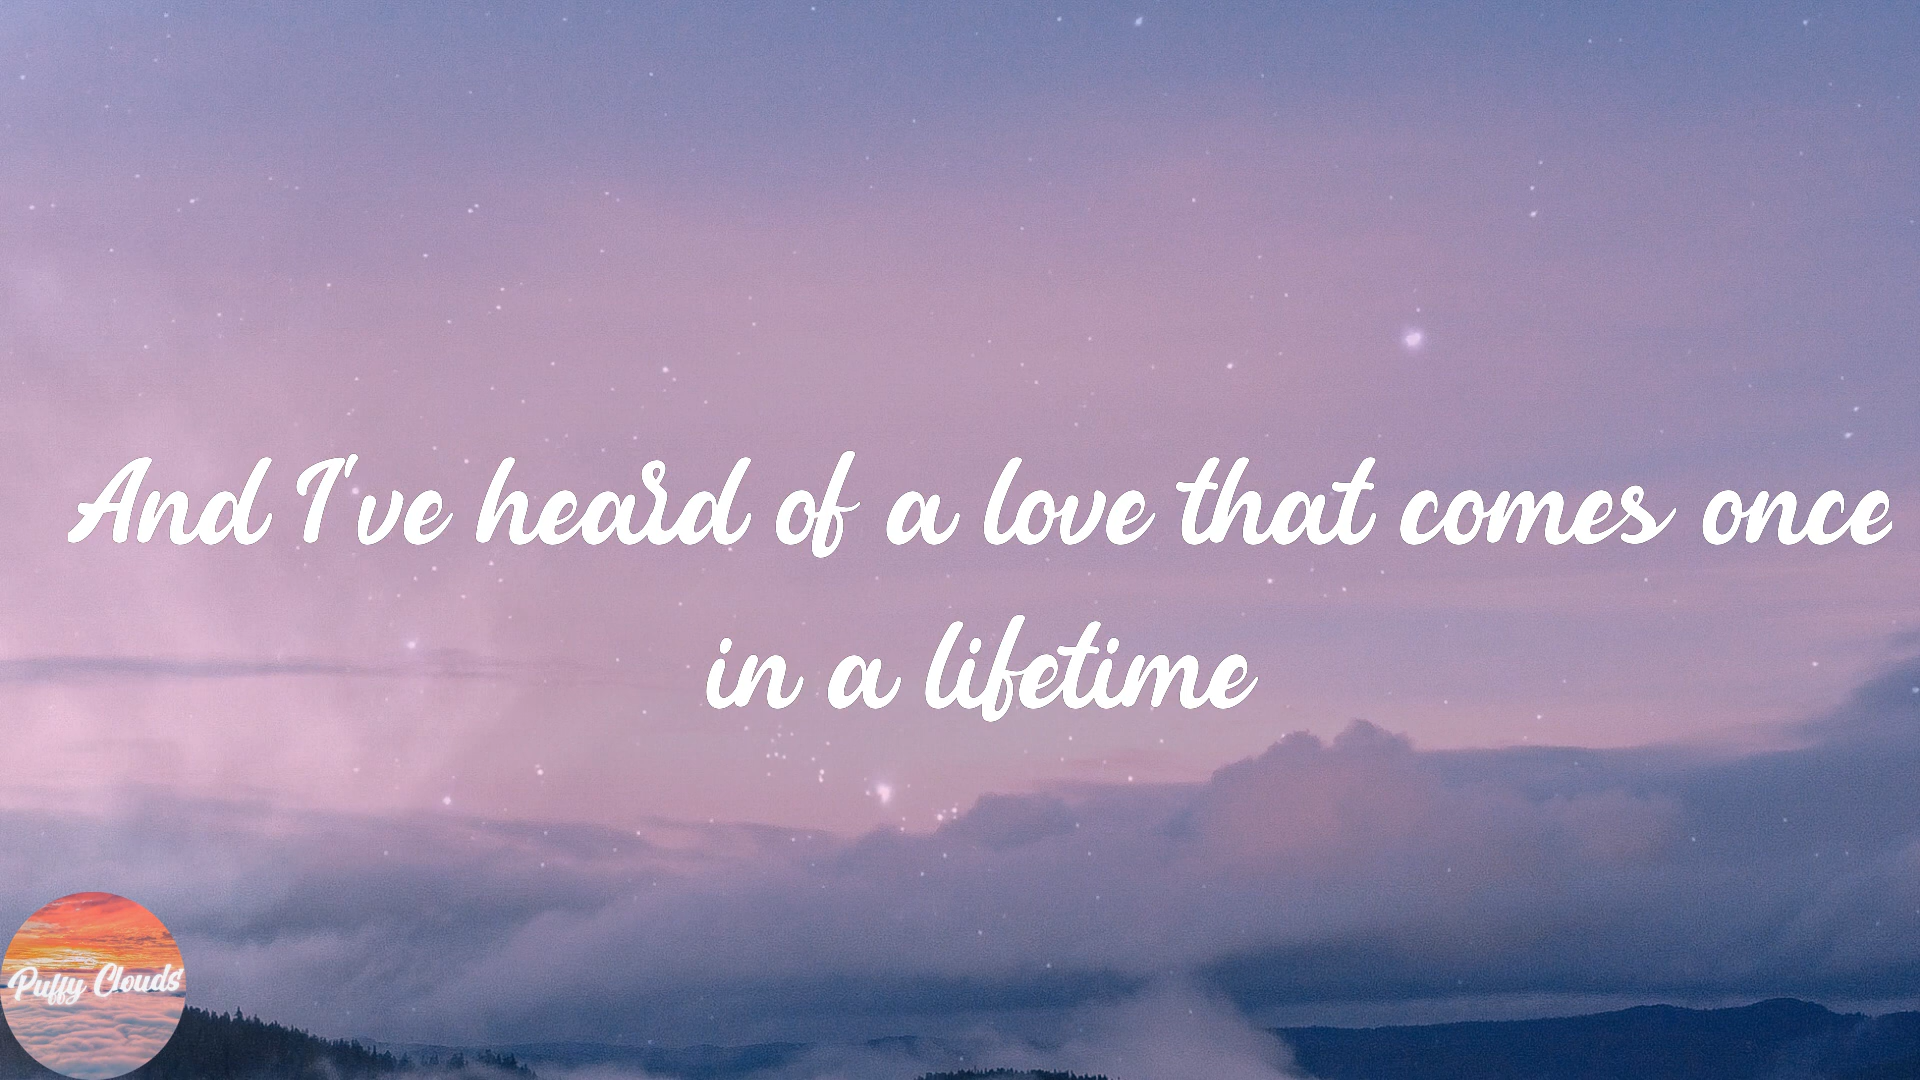 And I've heard of a love that comes once
in a lifetime
Puffy Clouds